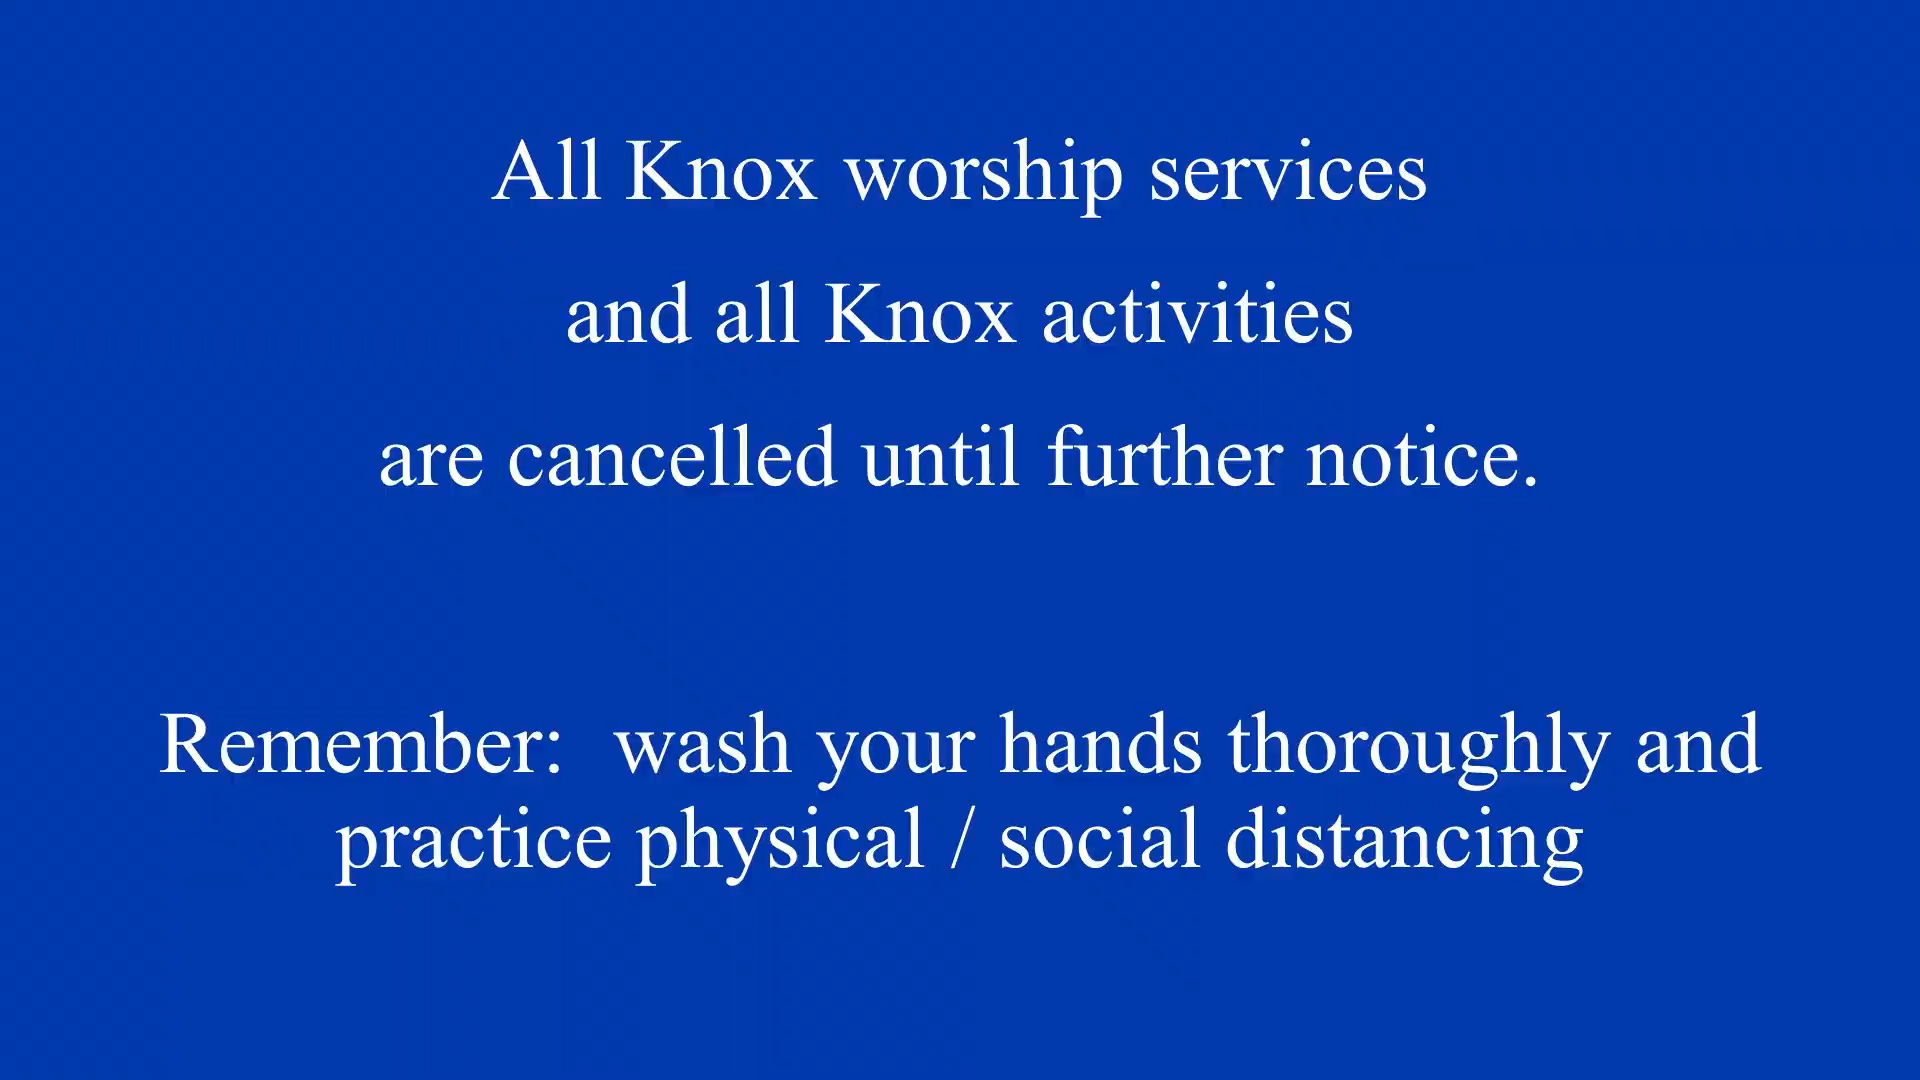 All Knox worship services
and all Knox activities
are cancelled until further notice.
Remember:  wash your hands thoroughly and
practice physical / social distancing